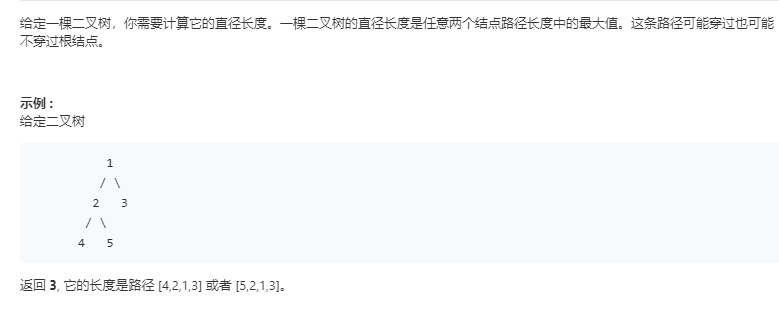 给定一棵二叉树，你需要计算它的直径长度。一棵二叉树的直径长度是任意两个结点路径长度中的最大值。这条路径可能穿过也可能
不穿过根结点。
示例 :
给定二叉树
1
/ \
2 3
/ \
4 5
返回 3, 它的长度是路径 [4,2,1,3] 或者 [5,2,1,3]。